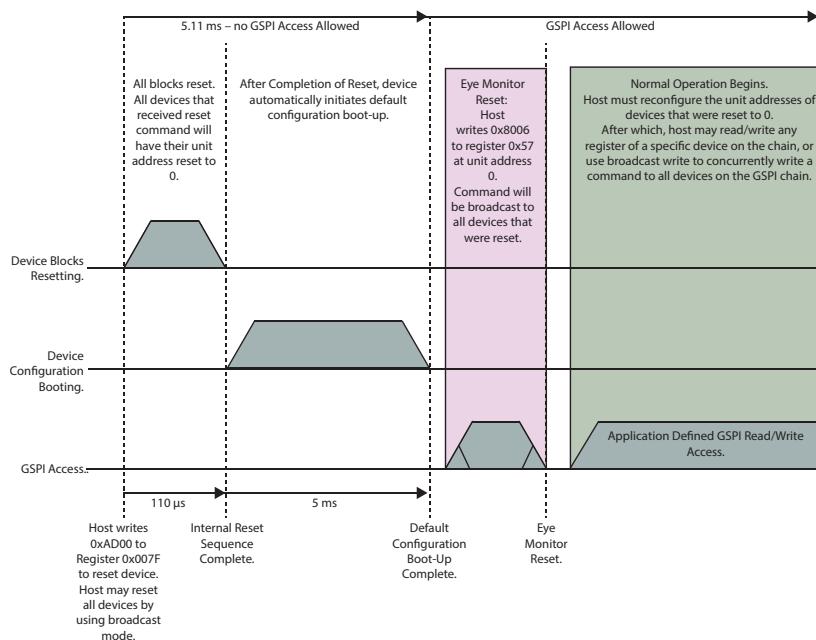 5.11 ms – no GSPI Access Allowed
GSPI Access Allowed
All blocks reset.
All devices that
received reset
command will
have their unit
address reset to
0.
After Completion of Reset, device
automatically initiates default
configuration boot-up.
Eye Monitor
Reset:
Host
writes 0x8006
to register 0x57
at unit address
0.
Command will
be broadcast to
all devices that
were reset.
Normal Operation Begins.
Host must reconfigure the unit addresses of
devices that were reset to 0.
After which, host may read/write any
register of a specific device on the chain, or
use broadcast write to concurrently write a
command to all devices on the GSPI chain.
Device Blocks
Resetting.
Device
Configuration
Booting.
Application Defined GSPI Read/Write
Access.
GSPI Access.
110 µs
5 ms
Host writes
0xAD00 to
Register 0x007F
to reset device.
Host may reset
all devices by
using broadcast
mode.
Internal Reset
Sequence
Complete.
Default
Configuration
Boot-Up
Complete.
Eye
Monitor
Reset.